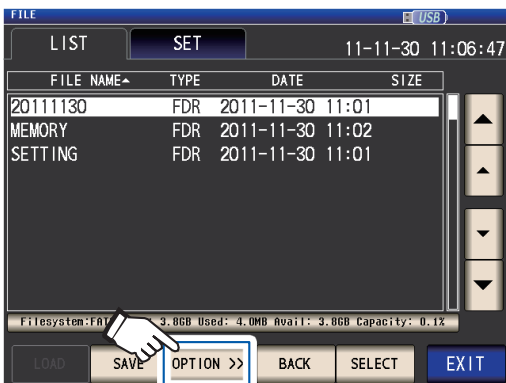 FILE USB
LIST SET 11-11-30 11:06:47
FILE NAME▲ TYPE DATE SIZE
20111130 FDR 2011-11-30 11:01
MEMORY FDR 2011-11-30 11:02
SETTING FDR 2011-11-30 11:01
Filesystem:FAT 3.8GB Used: 4.0MB Avail: 3.8GB Capacity: 0.1%
LOAD SAVE OPTION >> BACK SELECT EXIT